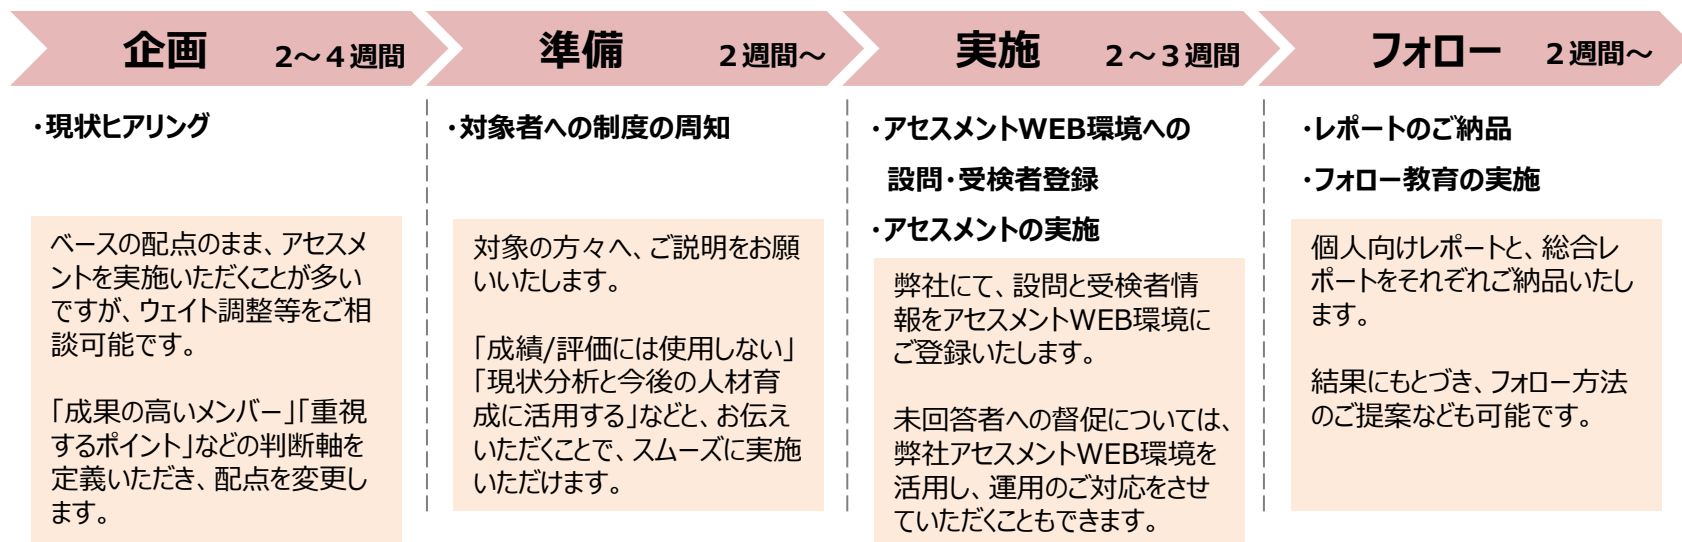 企画 2～４週間
準備 ２週間～
実施 ２～３週間
フォロー ２週間～
・現状ヒアリング
ベースの配点のまま、アセスメ
ントを実施いただくことが多い
ですが、ウェイト調整等をご相
談可能です。
「成果の高いメンバー」「重視
するポイント」などの判断軸を
定義いただき、配点を変更し
ます。
・対象者への制度の周知
対象の方々へ、ご説明をお願
いいたします。
「成績/評価には使用しない」
「現状分析と今後の人材育
成に活用する」などと、お伝え
いただくことで、スムーズに実施
いただけます。
・アセスメントWEB環境への
設問・受検者登録
・アセスメントの実施
弊社にて、設問と受検者情
報をアセスメントWEB環境に
ご登録いたします。
未回答者への督促については、
弊社アセスメントWEB環境を
活用し、運用のご対応をさせ
ていただくこともできます。
・レポートのご納品
・フォロー教育の実施
個人向けレポートと、総合レ
ポートをそれぞれご納品いたし
ます。
結果にもとづき、フォロー方法
のご提案なども可能です。